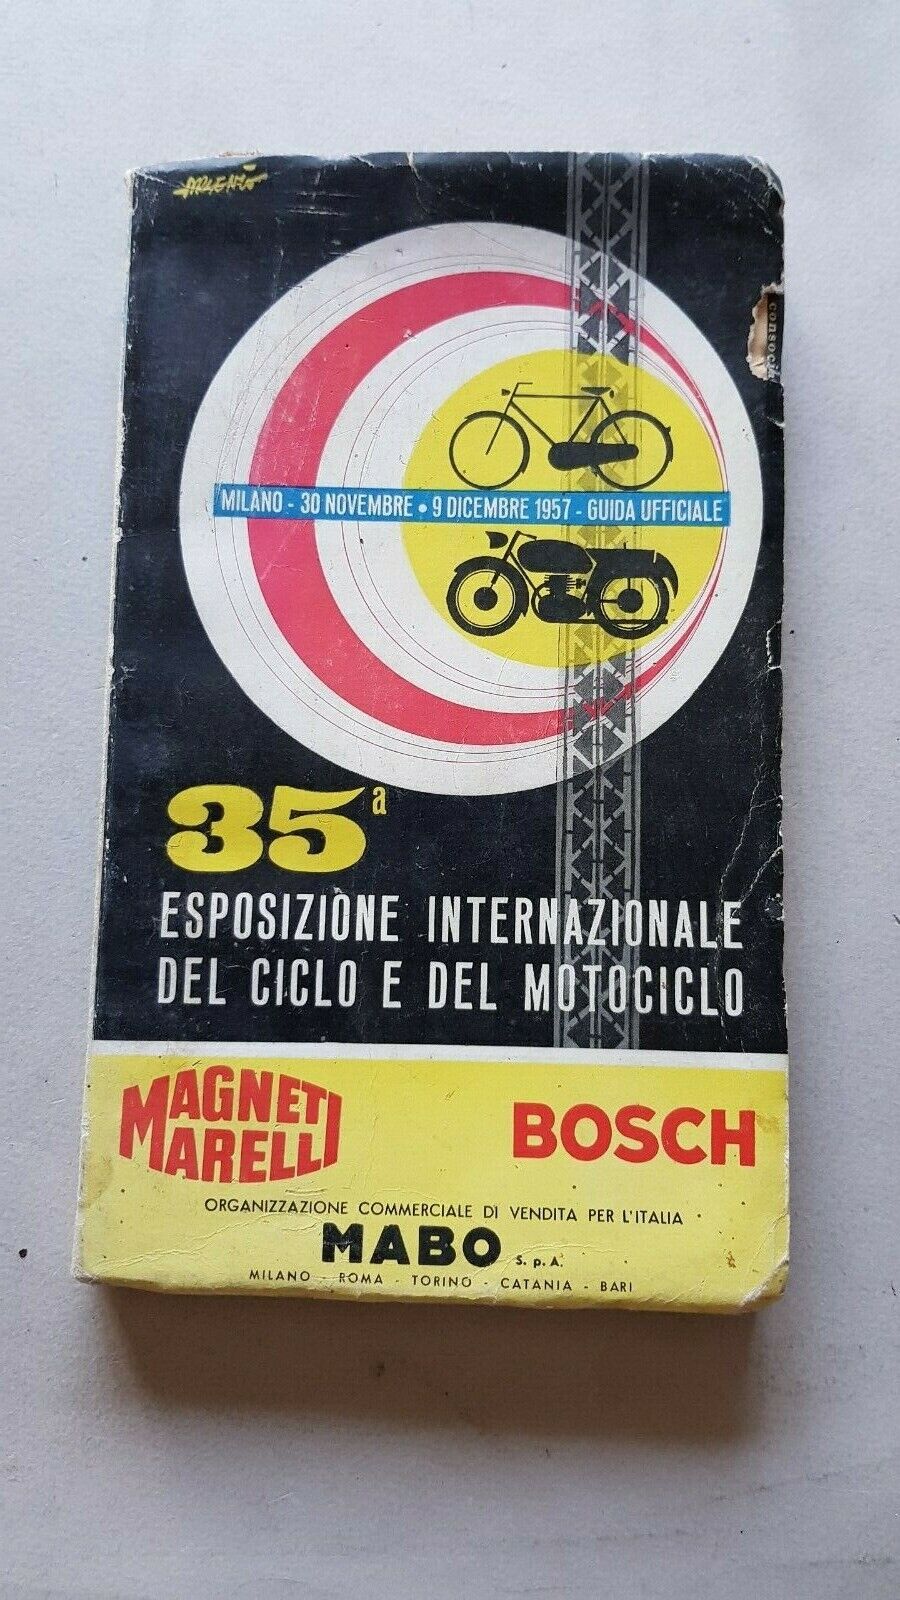 consocia
MILANO - 30 NOVEMBRE • 9 DICEMBRE 1957 - GUIDA UFFICIALE
35ª
ESPOSIZIONE INTERNAZIONALE
DEL CICLO E DEL MOTOCICLO
MAGNETI
MARELLI
BOSCH
ORGANIZZAZIONE COMMERCIALE DI VENDITA PER L'ITALIA
MABO S.p.A.
MILANO - ROMA - TORINO - CATANIA - BARI